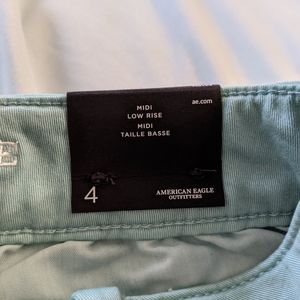 MIDI
LOW RISE
MIDI
TAILLE BASSE
ae.com
4
AMERICAN EAGLE
OUTFITTERS